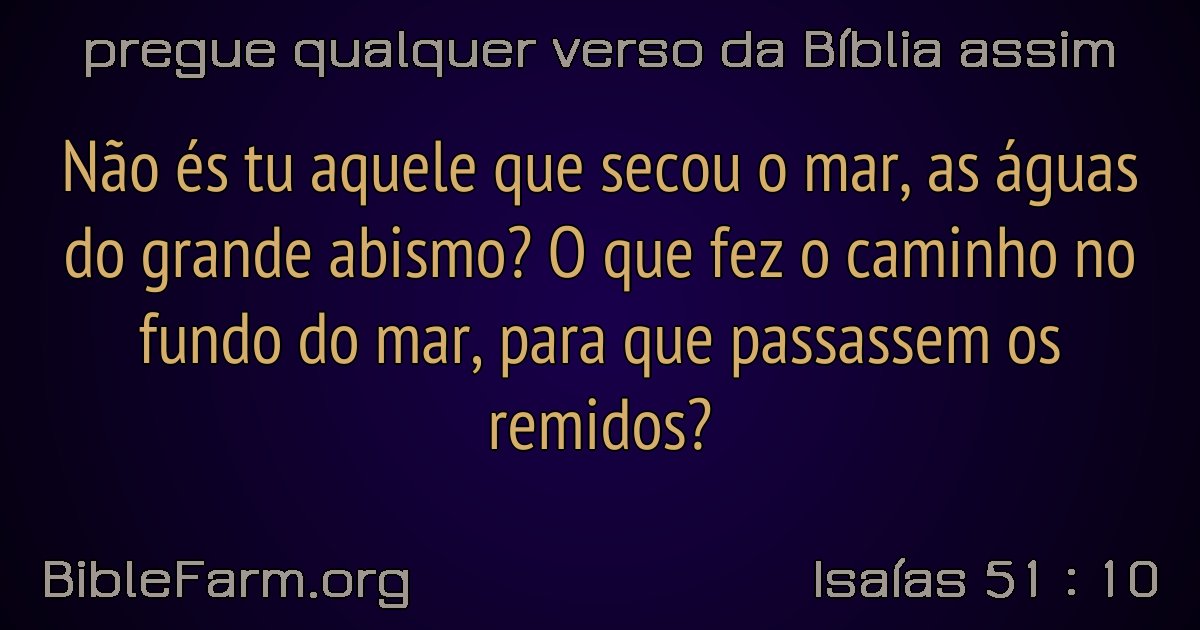 pregue qualquer verso da Bíblia assim
Não és tu aquele que secou o mar, as águas
do grande abismo? O que fez o caminho no
fundo do mar, para que passassem os
remidos?
BibleFarm.org
Isaías 51 : 10